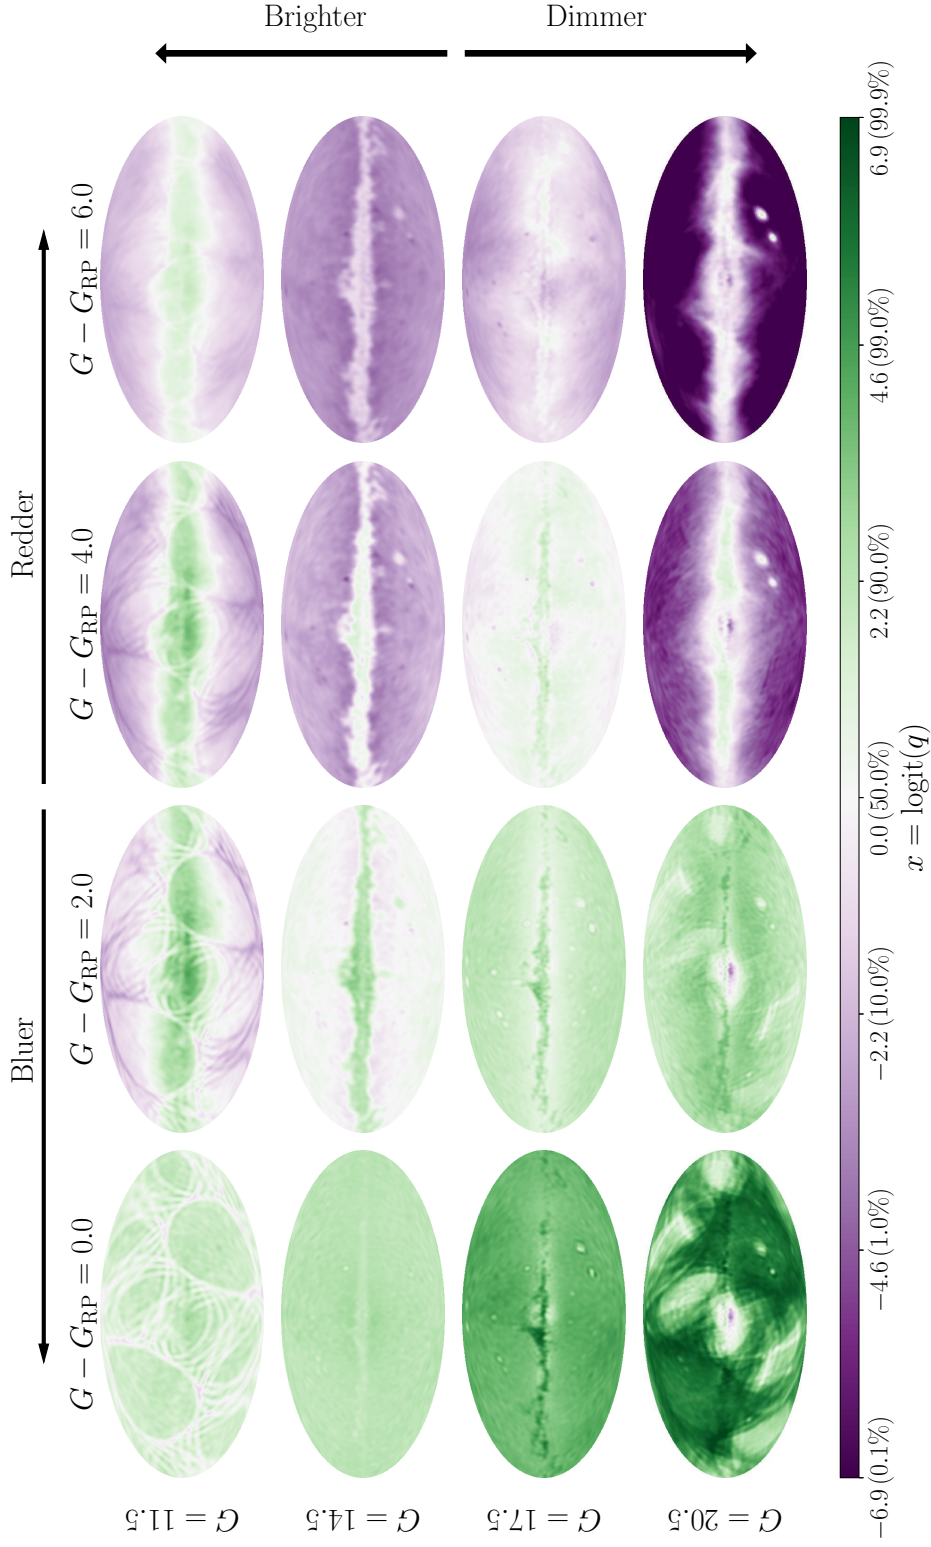 Bluer
Redder
G − G_RP = 0.0
G − G_RP = 2.0
G − G_RP = 4.0
G − G_RP = 6.0
G = 11.5
G = 14.5
G = 17.5
G = 20.5
Brighter
Dimmer
−6.9 (0.1%)
−4.6 (1.0%)
−2.2 (10.0%)
0.0 (50.0%)
2.2 (90.0%)
4.6 (99.0%)
6.9 (99.9%)
x = logit(q)